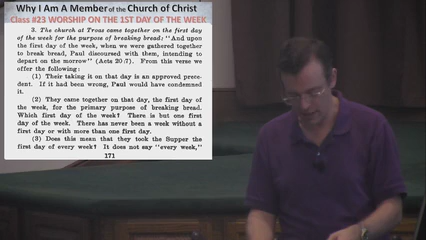 Why I Am A Member of the Church of Christ
Class #23 WORSHIP ON THE 1ST DAY OF THE WEEK
3. The church at Troas came together on the first day
of the week for the purpose of breaking bread: "And upon
the first day of the week, when we were gathered together
to break bread, Paul discoursed with them, intending to
depart on the morrow" (Acts 20:7). From this verse we
offer the following:
(1) Their taking it on that day is an approved prece-
dent. If it had been wrong, Paul would have condemned
it.
(2) They came together on that day, the first day of
the week, for the primary purpose of breaking bread.
Which first day of the week? There is but one first
day of the week. There has never been a week without a
first day or with more than one first day.
(3) Does this mean that they took the Supper the
first day of every week? It does not say "every week,"
171